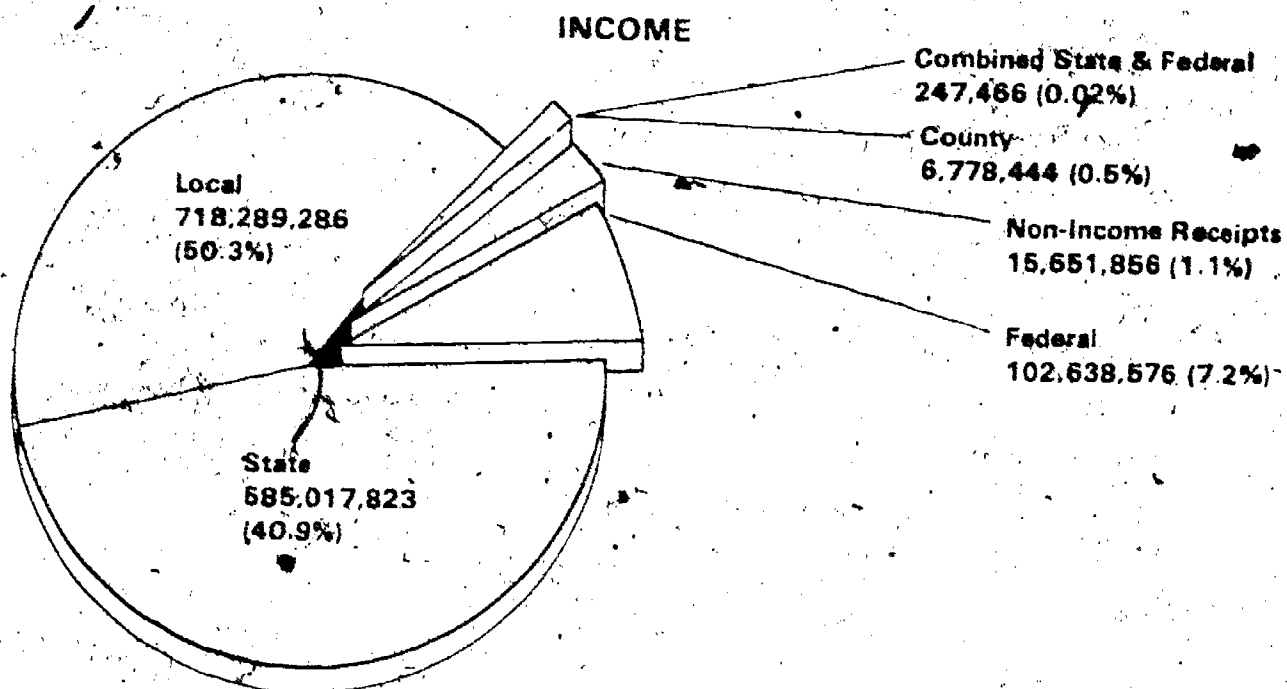 INCOME
Combined State & Federal
247,466 (0.02%)
County
6,778,444 (0.5%)
Non-Income Receipts
15,651,856 (1.1%)
Federal
102,638,576 (7.2%)
Local
718,289,286
(50.3%)
State
585,017,823
(40.9%)